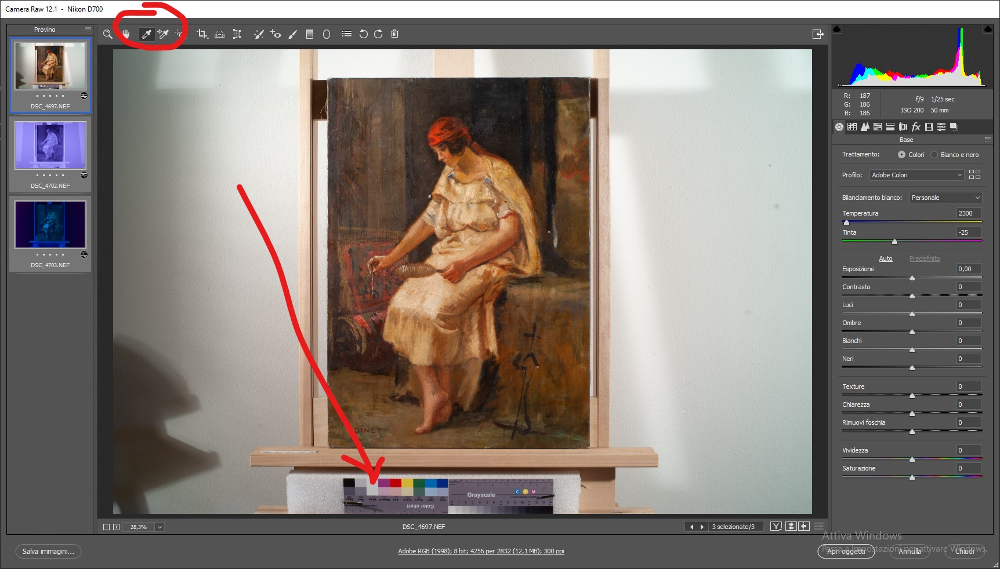 Camera Raw 12.1 - Nikon D700
Provino
DSC_4697.NEF
DSC_4702.NEF
DSC_4703.NEF
DINET
Grayscale
C Y M
Color chart
28,3%
DSC_4697.NEF
3 selezionate/3
Y
R: 187
G: 186
B: 186
f/9 1/25 sec
ISO 200 50 mm
fx
Base
Trattamento: Colori Bianco e nero
Profilo: Adobe Colori
Bilanciamento bianco: Personale
Temperatura 2300
Tinta -25
Auto Predefinito
Esposizione 0,00
Contrasto 0
Luci 0
Ombre 0
Bianchi 0
Neri 0
Texture 0
Chiarezza 0
Rimuovi foschia 0
Vividezza 0
Saturazione 0
Attiva Windows
Passa a Impostazioni per attivare Windows.
Salva immagini...
Adobe RGB (1998); 8 bit; 4256 per 2832 (12,1 MB); 300 ppi
Apri oggetti
Annulla
Chiudi